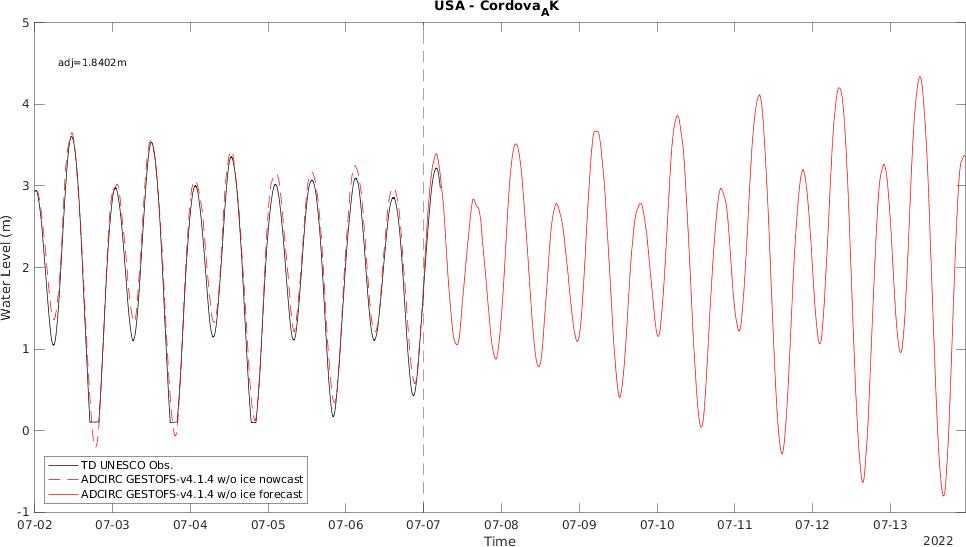 USA - Cordova_AK
5
adj=1.8402m
4
3
Water Level (m)
2
1
0
TD UNESCO Obs.
ADCIRC GESTOFS-v4.1.4 w/o ice nowcast
ADCIRC GESTOFS-v4.1.4 w/o ice forecast
-1
07-02 07-03 07-04 07-05 07-06 07-07 07-08 07-09 07-10 07-11 07-12 07-13
Time
2022